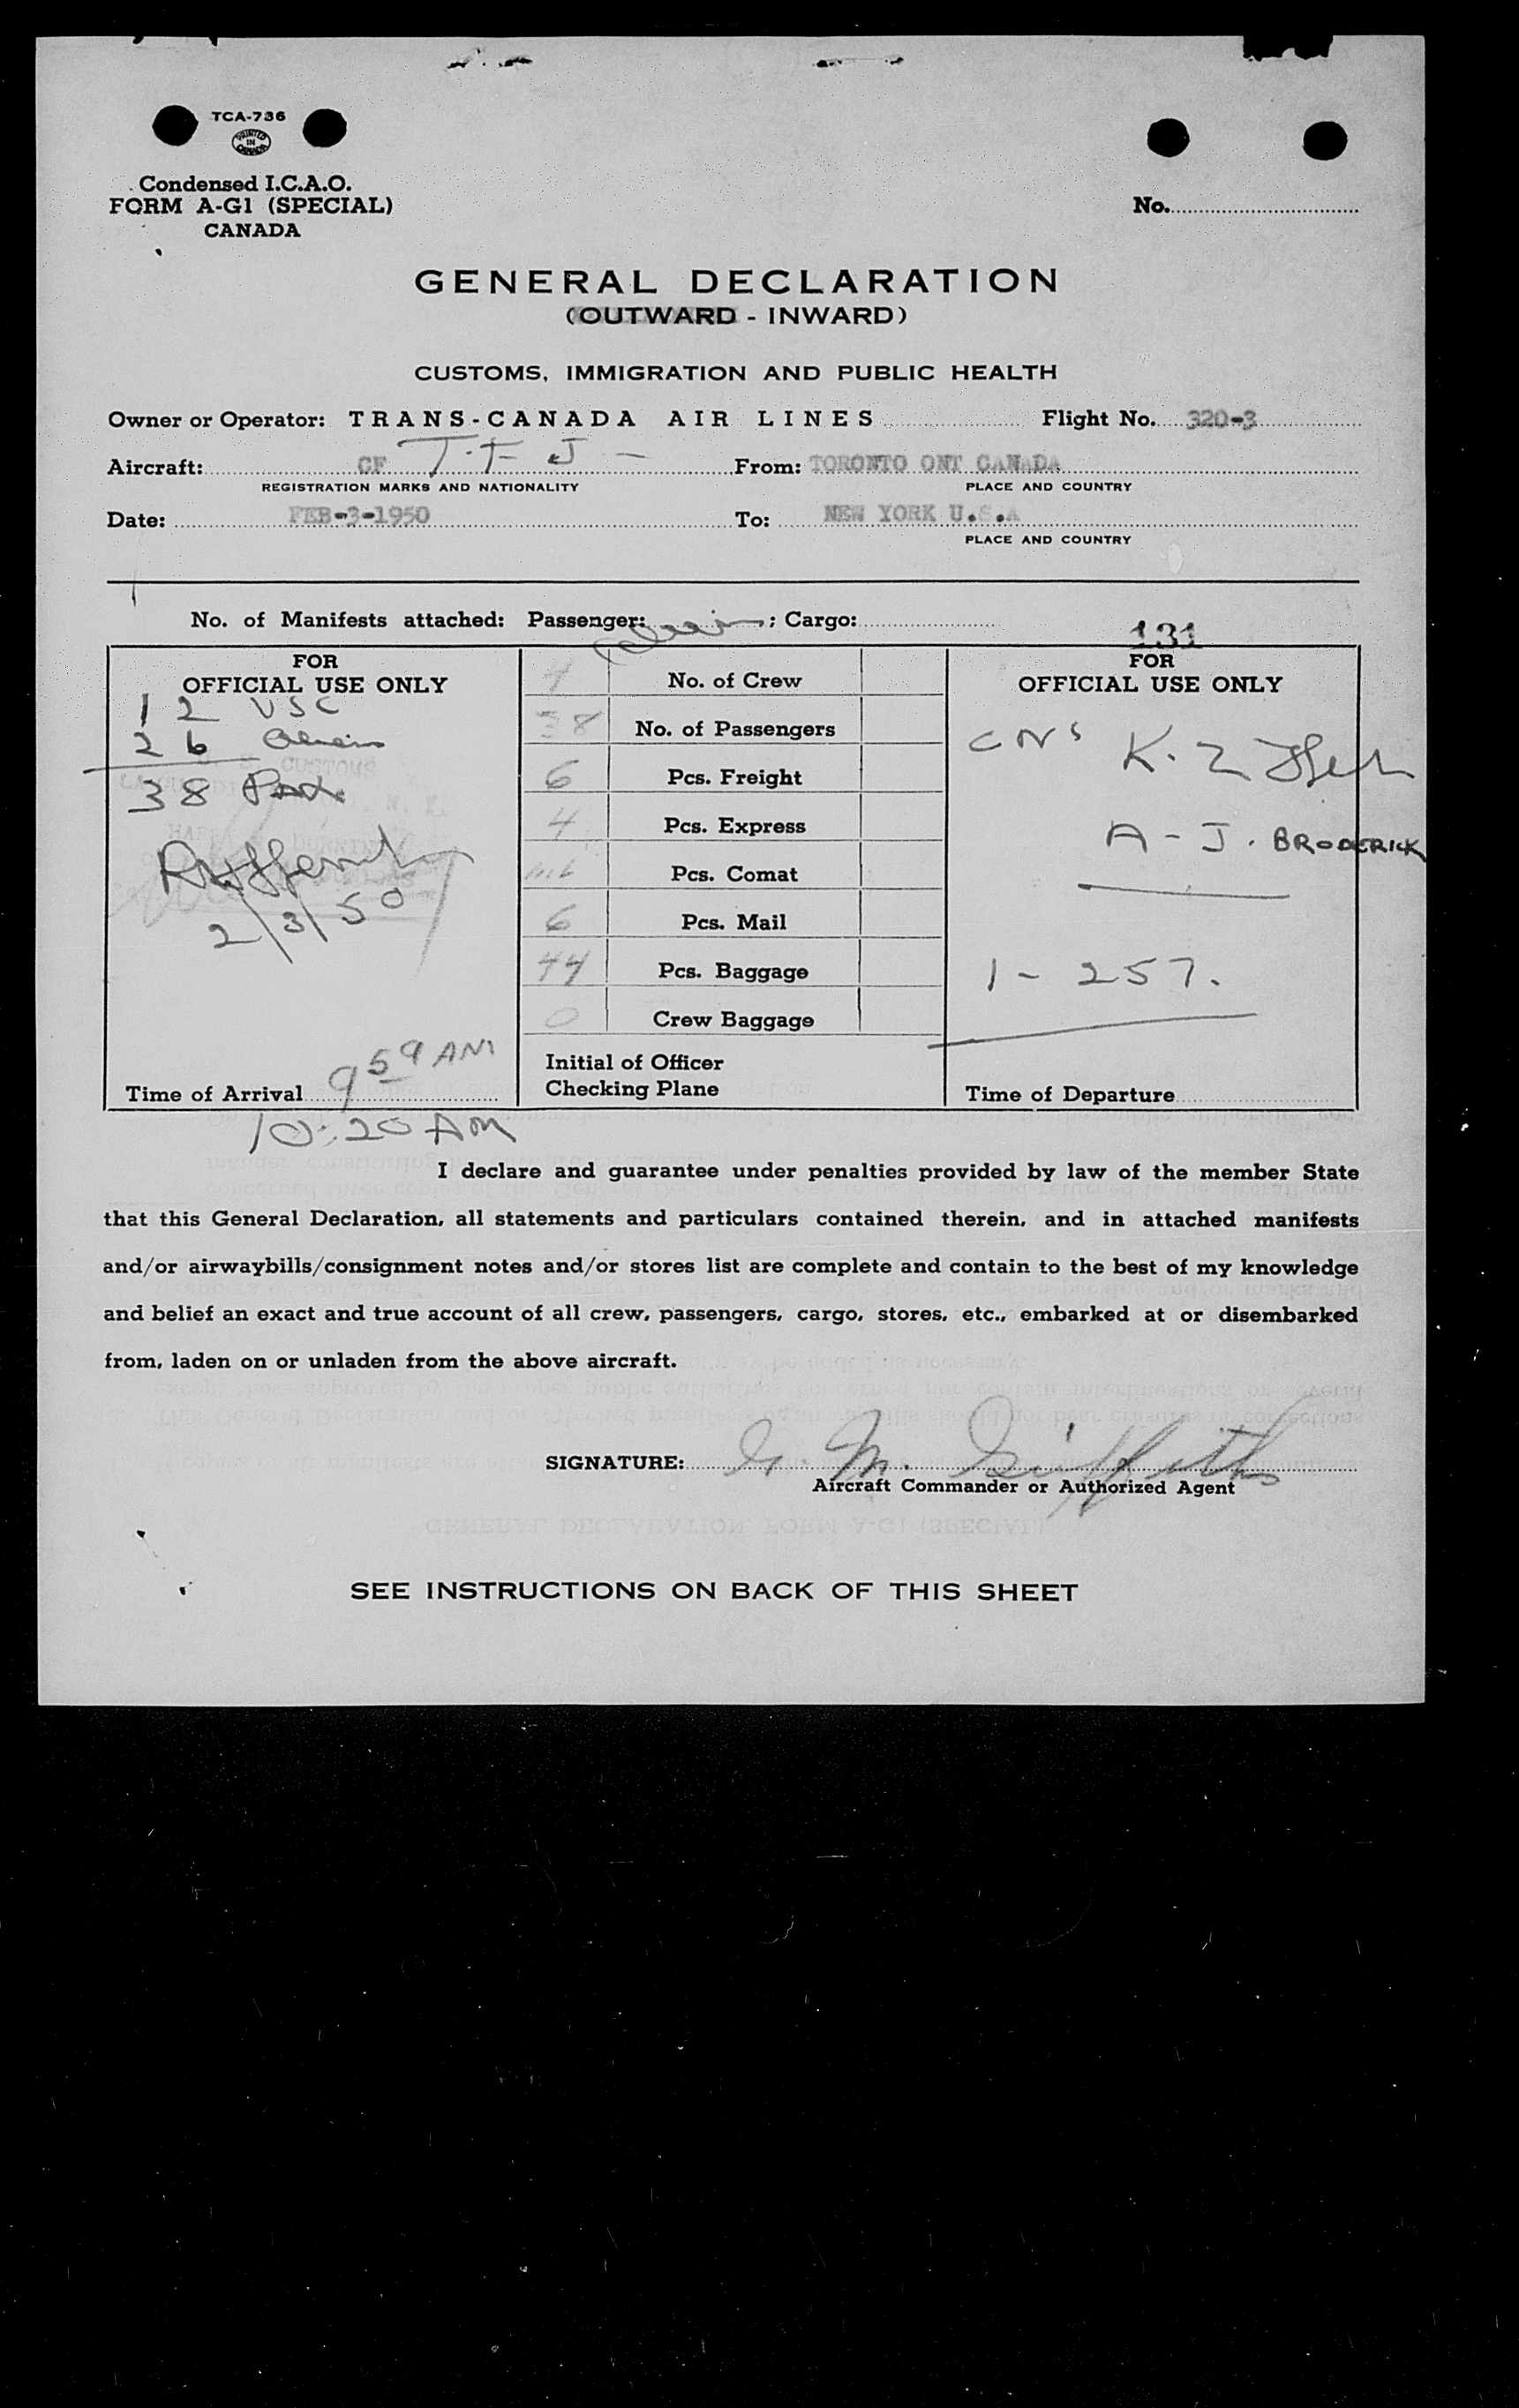 TCA-736
PRINTED IN CANADA
Condensed I.C.A.O.
FORM A-G1 (SPECIAL)
CANADA
No.
GENERAL DECLARATION
(OUTWARD - INWARD)
CUSTOMS, IMMIGRATION AND PUBLIC HEALTH
Owner or Operator: TRANS-CANADA AIR LINES Flight No. 320-3
Aircraft: CF T.F J - From: TORONTO ONT CANADA
REGISTRATION MARKS AND NATIONALITY PLACE AND COUNTRY
Date: FEB-3-1950 To: NEW YORK U.S.A
PLACE AND COUNTRY
No. of Manifests attached: Passenger: ; Cargo:
131
FOR
OFFICIAL USE ONLY
12 USC
26
38 Pax
2/3/50
9 59 AM
Time of Arrival
10:20 AM
No. of Crew
38 No. of Passengers
6 Pcs. Freight
4 Pcs. Express
Pcs. Comat
6 Pcs. Mail
44 Pcs. Baggage
0 Crew Baggage
Initial of Officer
Checking Plane
FOR
OFFICIAL USE ONLY
A-J. BRODERICK
1-257.
Time of Departure
I declare and guarantee under penalties provided by law of the member State
that this General Declaration, all statements and particulars contained therein, and in attached manifests
and/or airwaybills/consignment notes and/or stores list are complete and contain to the best of my knowledge
and belief an exact and true account of all crew, passengers, cargo, stores, etc., embarked at or disembarked
from, laden on or unladen from the above aircraft.
SIGNATURE: G. M. Griffiths
Aircraft Commander or Authorized Agent
SEE INSTRUCTIONS ON BACK OF THIS SHEET